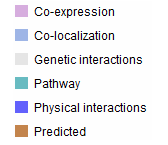 Co-expression
Co-localization
Genetic interactions
Pathway
Physical interactions
Predicted